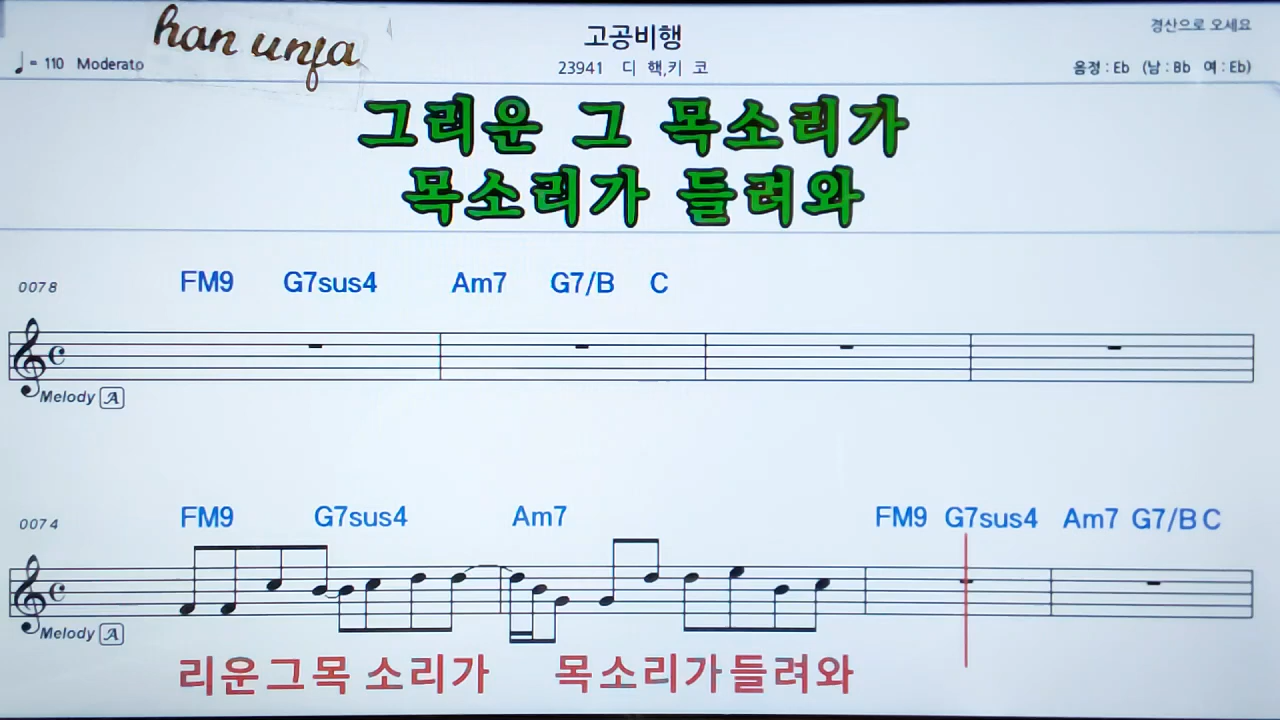 han unja
고공비행
경산으로 오세요
♩= 110 Moderato
23941 디 핵,키 코
음정 : Eb (남 : Bb 여 : Eb)
그리운 그 목소리가
목소리가 들려와
0078 FM9 G7sus4 Am7 G7/B C
Melody A
0074 FM9 G7sus4 Am7 FM9 G7sus4 Am7 G7/B C
Melody A
리운그목 소리가 목소리가들려와